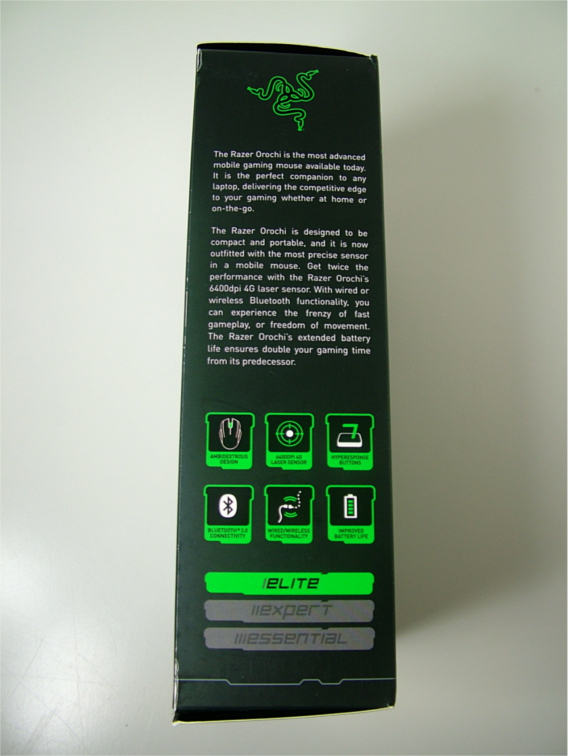 The Razer Orochi is the most advanced
mobile gaming mouse available today.
It is the perfect companion to any
laptop, delivering the competitive edge
to your gaming whether at home or
on-the-go.
The Razer Orochi is designed to be
compact and portable, and it is now
outfitted with the most precise sensor
in a mobile mouse. Get twice the
performance with the Razer Orochi's
6400dpi 4G laser sensor. With wired or
wireless Bluetooth functionality, you
can experience the frenzy of fast
gameplay, or freedom of movement.
The Razer Orochi's extended battery
life ensures double your gaming time
from its predecessor.
AMBIDEXTROUS
DESIGN
6400DPI 4G
LASER SENSOR
HYPERESPONSE
BUTTONS
BLUETOOTH® 3.0
CONNECTIVITY
WIRED/WIRELESS
FUNCTIONALITY
IMPROVED
BATTERY LIFE
/ELITE
//expert
///essential